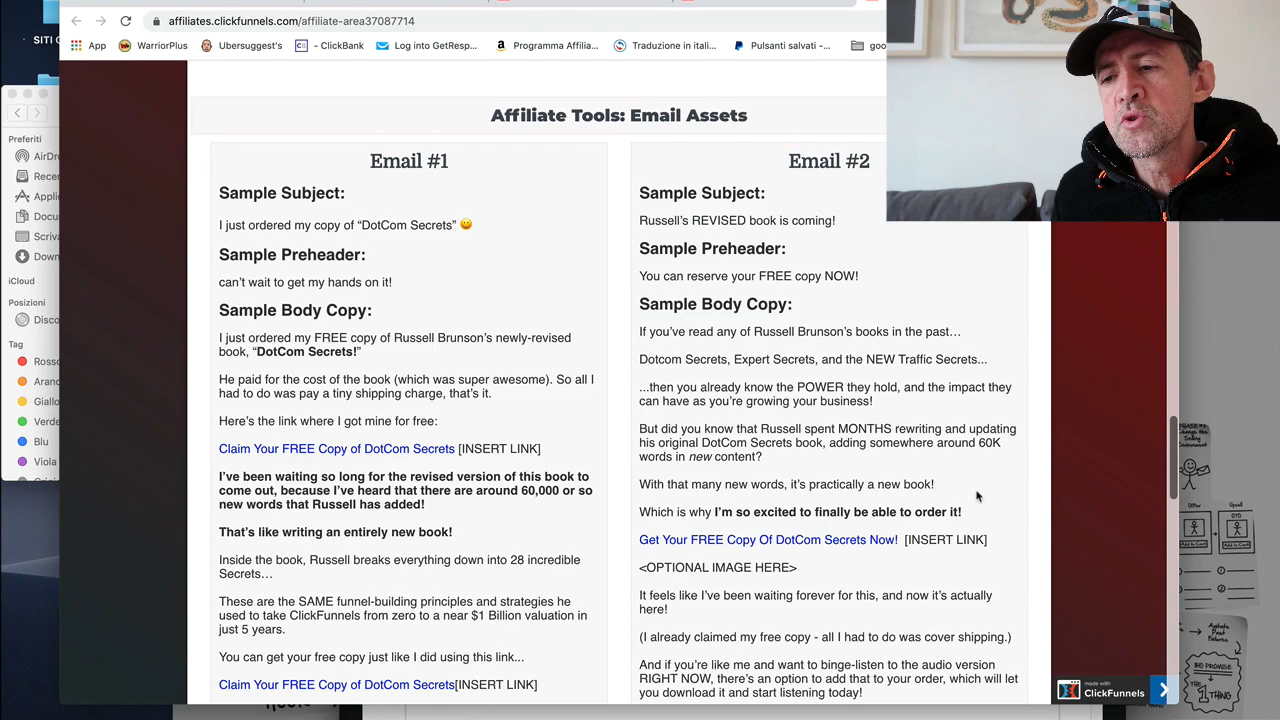 affiliates.clickfunnels.com/affiliate-area37087714
App
WarriorPlus
Ubersuggest's
- ClickBank
Log into GetResp...
Programma Affilia...
Traduzione in itali...
Pulsanti salvati -...
goo
SITI
Preferiti
AirDr
Rece
Appli
Docu
Scriva
Down
iCloud
Posizioni
Disco
Tag
Rosso
Aranc
Giallo
Verde
Blu
Viola
Affiliate Tools: Email Assets
Email #1
Sample Subject:
I just ordered my copy of “DotCom Secrets” 😀
Sample Preheader:
can’t wait to get my hands on it!
Sample Body Copy:
I just ordered my FREE copy of Russell Brunson’s newly-revised
book, “DotCom Secrets!”
He paid for the cost of the book (which was super awesome). So all I
had to do was pay a tiny shipping charge, that’s it.
Here’s the link where I got mine for free:
Claim Your FREE Copy of DotCom Secrets [INSERT LINK]
I’ve been waiting so long for the revised version of this book to
come out, because I’ve heard that there are around 60,000 or so
new words that Russell has added!
That’s like writing an entirely new book!
Inside the book, Russell breaks everything down into 28 incredible
Secrets…
These are the SAME funnel-building principles and strategies he
used to take ClickFunnels from zero to a near $1 Billion valuation in
just 5 years.
You can get your free copy just like I did using this link...
Claim Your FREE Copy of DotCom Secrets[INSERT LINK]
Email #2
Sample Subject:
Russell’s REVISED book is coming!
Sample Preheader:
You can reserve your FREE copy NOW!
Sample Body Copy:
If you’ve read any of Russell Brunson’s books in the past…
Dotcom Secrets, Expert Secrets, and the NEW Traffic Secrets...
...then you already know the POWER they hold, and the impact they
can have as you’re growing your business!
But did you know that Russell spent MONTHS rewriting and updating
his original DotCom Secrets book, adding somewhere around 60K
words in new content?
With that many new words, it’s practically a new book!
Which is why I’m so excited to finally be able to order it!
Get Your FREE Copy Of DotCom Secrets Now! [INSERT LINK]
<OPTIONAL IMAGE HERE>
It feels like I’ve been waiting forever for this, and now it’s actually
here!
(I already claimed my free copy - all I had to do was cover shipping.)
And if you’re like me and want to binge-listen to the audio version
RIGHT NOW, there’s an option to add that to your order, which will let
you download it and start listening today!
made with
ClickFunnels
OTO
BIG PROMISE
THE 1 THING